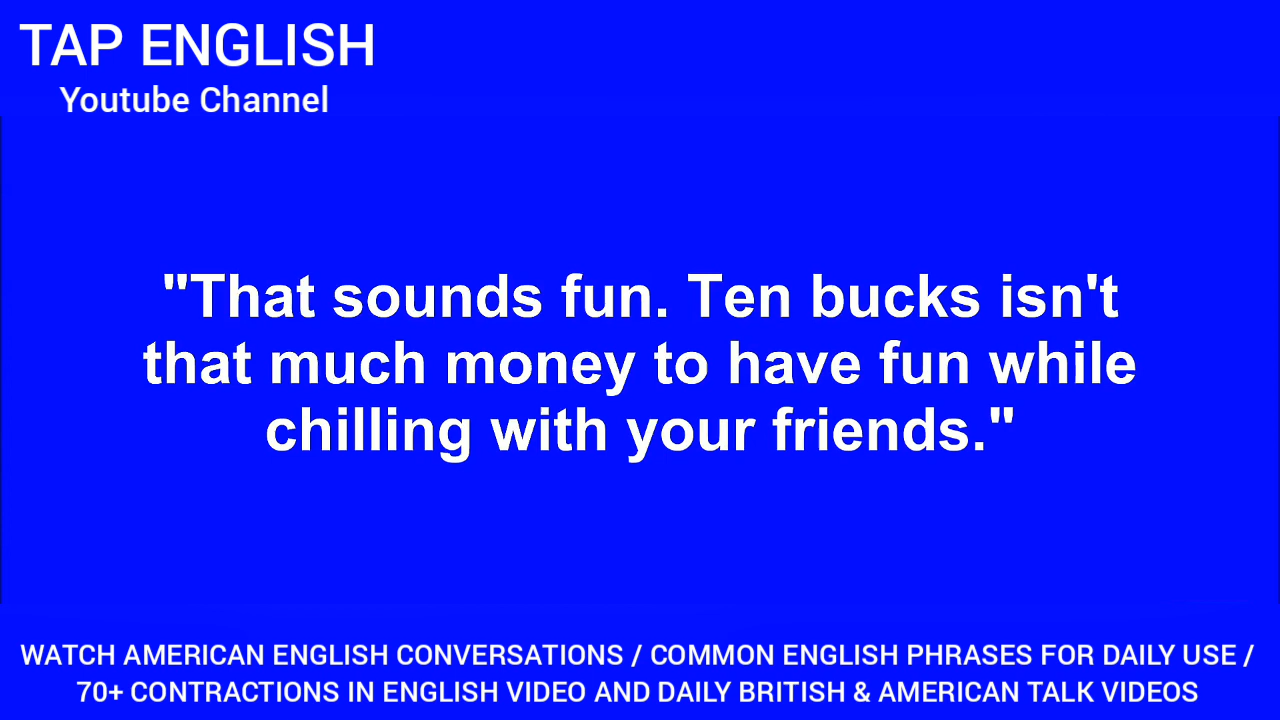 TAP ENGLISH
Youtube Channel
"That sounds fun. Ten bucks isn't
that much money to have fun while
chilling with your friends."
WATCH AMERICAN ENGLISH CONVERSATIONS / COMMON ENGLISH PHRASES FOR DAILY USE /
70+ CONTRACTIONS IN ENGLISH VIDEO AND DAILY BRITISH & AMERICAN TALK VIDEOS